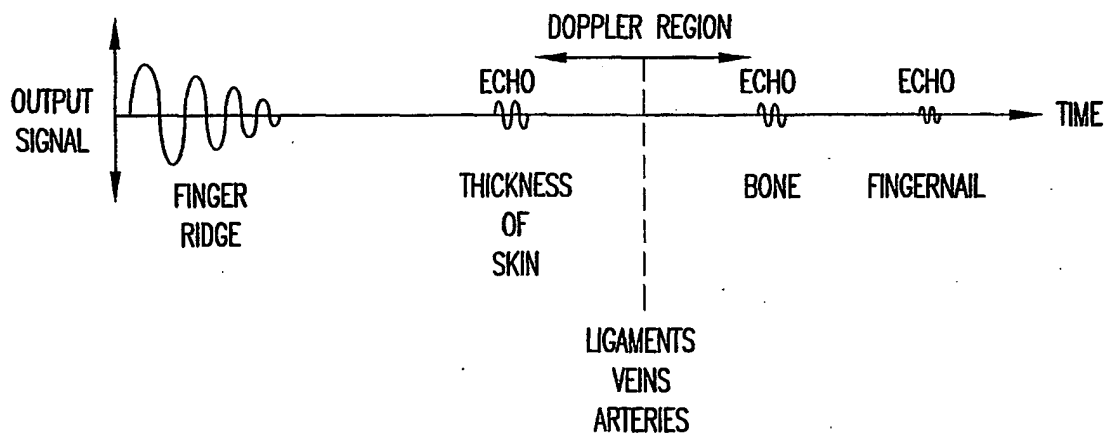 DOPPLER REGION
ECHO
ECHO
ECHO
OUTPUT
SIGNAL
TIME
FINGER
RIDGE
THICKNESS
OF
SKIN
BONE
FINGERNAIL
LIGAMENTS
VEINS
ARTERIES